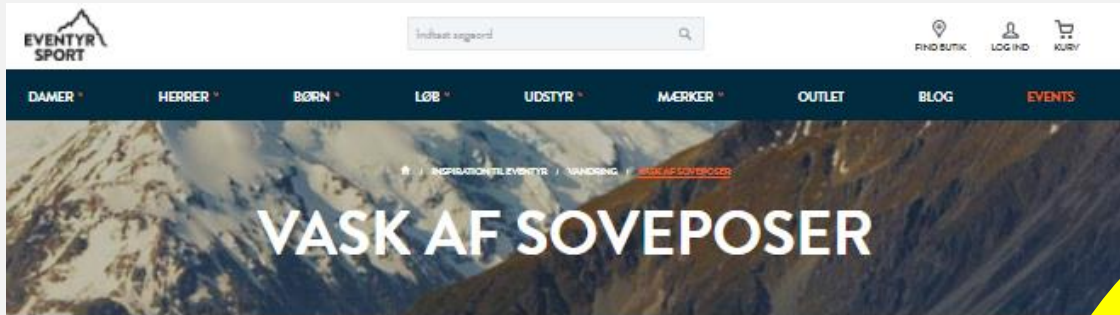 EVENTYR
SPORT
Indtast søgeord
FIND BUTIK
LOG IND
KURV
DAMER HERRER BØRN LØB UDSTYR MÆRKER OUTLET BLOG EVENTS
/ INSPIRATION TIL EVENTYR / VANDRING / VASK AF SOVEPOSER
VASK AF SOVEPOSER